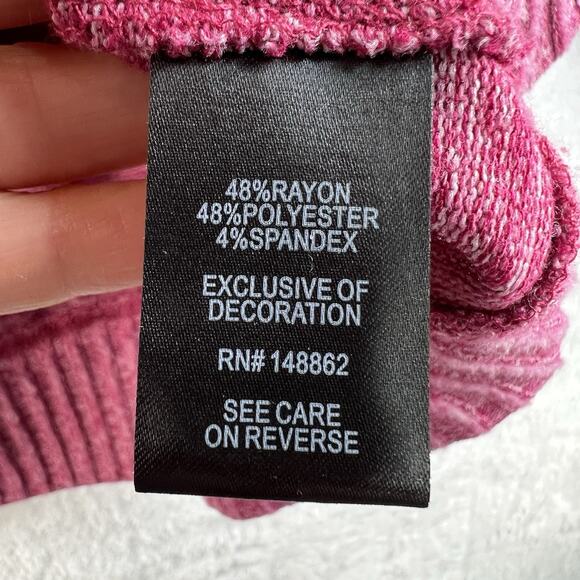 48%RAYON
48%POLYESTER
4%SPANDEX
EXCLUSIVE OF
DECORATION
RN# 148862
SEE CARE
ON REVERSE